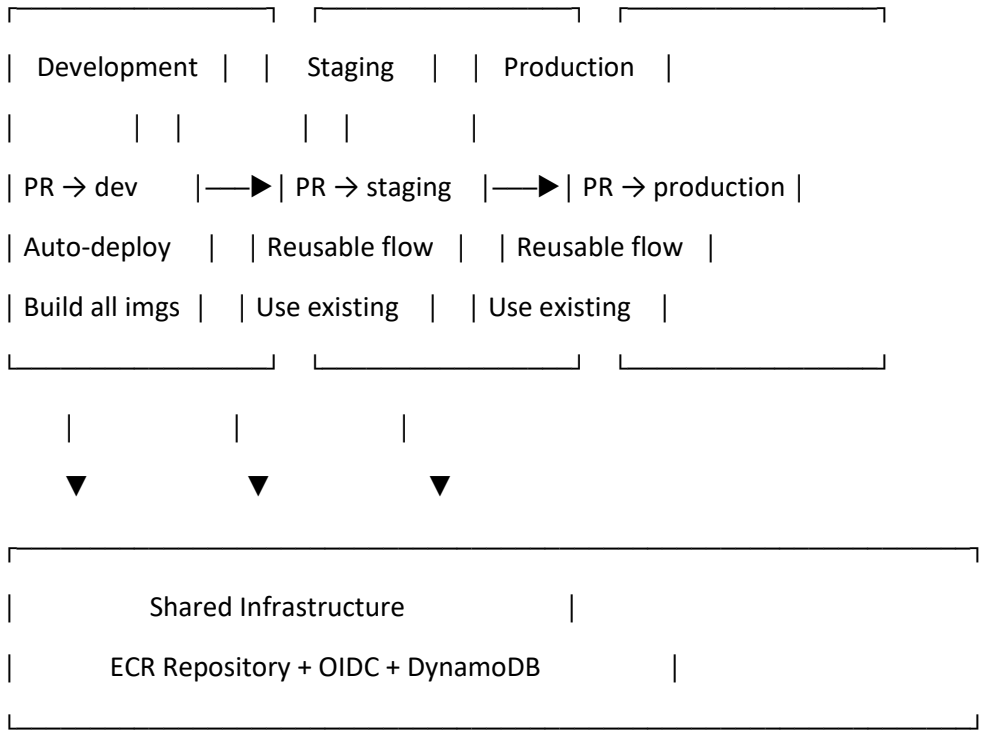 Development Staging Production
PR → dev PR → staging PR → production
Auto-deploy Reusable flow Reusable flow
Build all imgs Use existing Use existing
Shared Infrastructure
ECR Repository + OIDC + DynamoDB